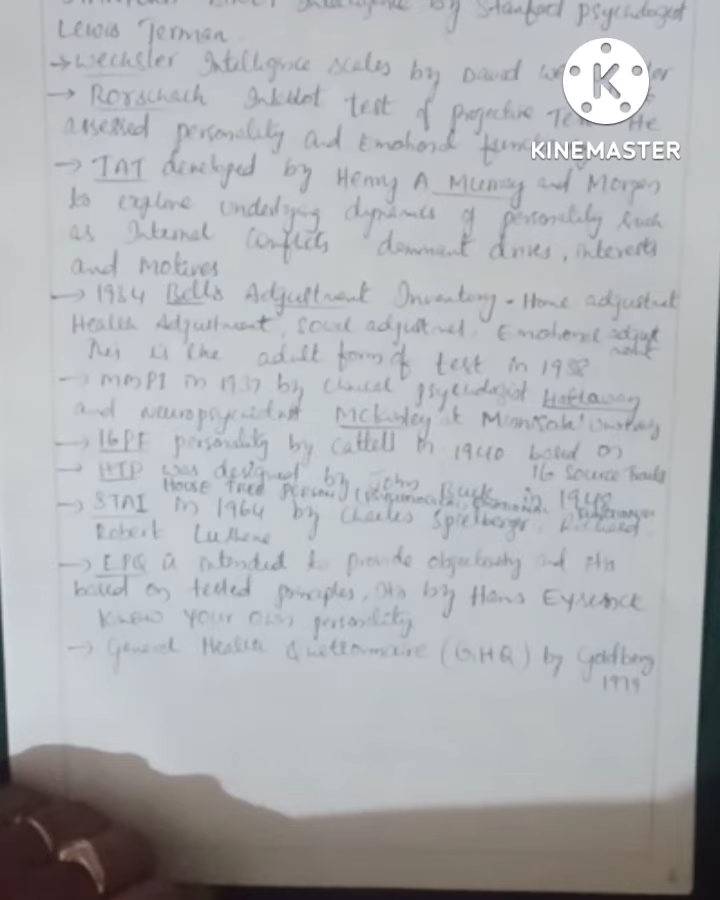 Intelligence by Stanford psychologist
Lewis Terman
→ Wechsler Intelligence scales by David
→ Rorschach Inkblot test of Projective He
assessed personality and Emotional
→ TAT developed by Henry A Murray and Morgan
to explore underlying dynamics of personality such
as Internal conflicts dominant drives, interests
and Motives
→ 1934 Bells Adjustment Inventory - Home adjustment
Health Adjustment, social adjustment. Emotional adjust
ment
This is the adult form of test in 1938
→ MMPI in 1937 by clinical psychologist Hathaway
and neuropsychiatrist Mckinley at Minnesota University
→ 16PF personality by Cattell in 1940 based on
16 Source Traits
→ HTP was designed by John Buck in 1948
House Tree Person
→ STAI in 1964 by Charles Spielberger, Richard
Robert Lushene
→ EPQ is intended to provide objectivity and its
based on tested principles, its by Hans Eysenck
Know your own personality
→ General Health Questionnaire (GHQ) by Goldberg
1979
K
KINEMASTER